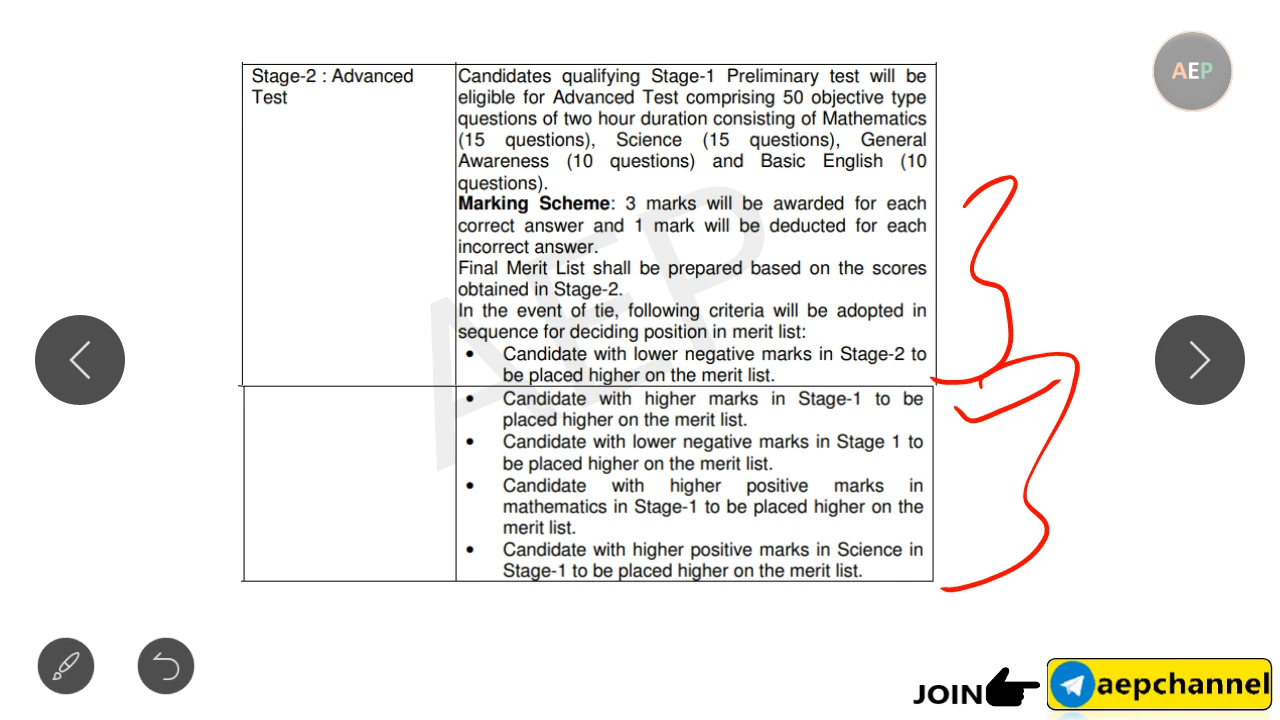 AEP
Stage-2 : Advanced
Test
Candidates qualifying Stage-1 Preliminary test will be
eligible for Advanced Test comprising 50 objective type
questions of two hour duration consisting of Mathematics
(15 questions), Science (15 questions), General
Awareness (10 questions) and Basic English (10
questions).
Marking Scheme: 3 marks will be awarded for each
correct answer and 1 mark will be deducted for each
incorrect answer.
Final Merit List shall be prepared based on the scores
obtained in Stage-2.
In the event of tie, following criteria will be adopted in
sequence for deciding position in merit list:
• Candidate with lower negative marks in Stage-2 to
be placed higher on the merit list.
• Candidate with higher marks in Stage-1 to be
placed higher on the merit list.
• Candidate with lower negative marks in Stage 1 to
be placed higher on the merit list.
• Candidate with higher positive marks in
mathematics in Stage-1 to be placed higher on the
merit list.
• Candidate with higher positive marks in Science in
Stage-1 to be placed higher on the merit list.
AEP
JOIN aepchannel